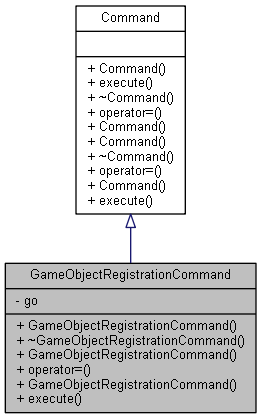 Command
+ Command()
+ execute()
+ ~Command()
+ operator=()
+ Command()
+ Command()
+ ~Command()
+ operator=()
+ Command()
+ execute()
GameObjectRegistrationCommand
- go
+ GameObjectRegistrationCommand()
+ ~GameObjectRegistrationCommand()
+ GameObjectRegistrationCommand()
+ operator=()
+ GameObjectRegistrationCommand()
+ execute()